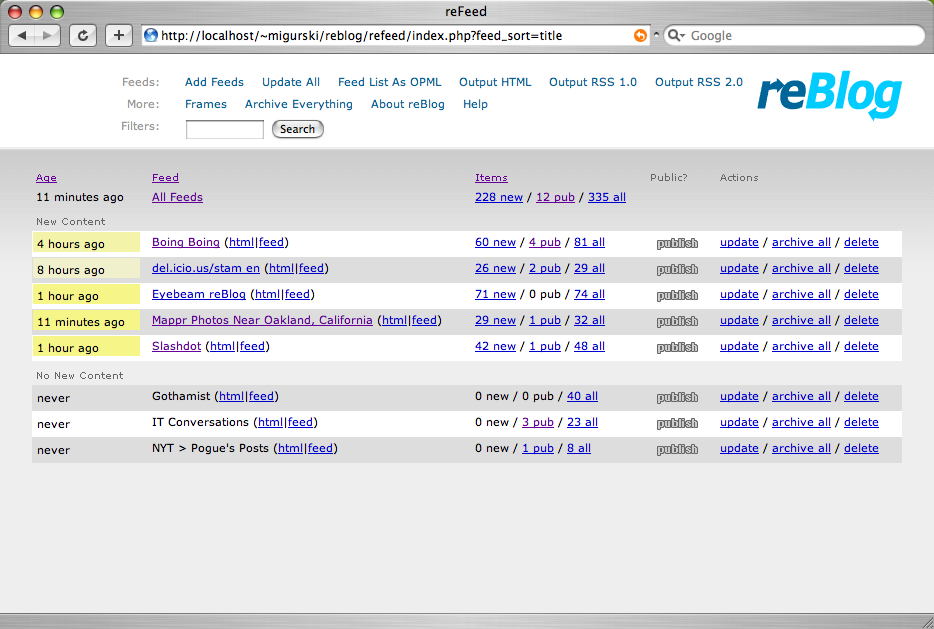 reFeed
http://localhost/~migurski/reblog/refeed/index.php?feed_sort=title
Google
Feeds: Add Feeds Update All Feed List As OPML Output HTML Output RSS 1.0 Output RSS 2.0
reBlog
More: Frames Archive Everything About reBlog Help
Filters: Search
Age Feed Items Public? Actions
11 minutes ago All Feeds 228 new / 12 pub / 335 all
New Content
4 hours ago Boing Boing (html|feed) 60 new / 4 pub / 81 all publish update / archive all / delete
8 hours ago del.icio.us/stam en (html|feed) 26 new / 2 pub / 29 all publish update / archive all / delete
1 hour ago Eyebeam reBlog (html|feed) 71 new / 0 pub / 74 all publish update / archive all / delete
11 minutes ago Mappr Photos Near Oakland, California (html|feed) 29 new / 1 pub / 32 all publish update / archive all / delete
1 hour ago Slashdot (html|feed) 42 new / 1 pub / 48 all publish update / archive all / delete
No New Content
never Gothamist (html|feed) 0 new / 0 pub / 40 all publish update / archive all / delete
never IT Conversations (html|feed) 0 new / 3 pub / 23 all publish update / archive all / delete
never NYT > Pogue's Posts (html|feed) 0 new / 1 pub / 8 all publish update / archive all / delete